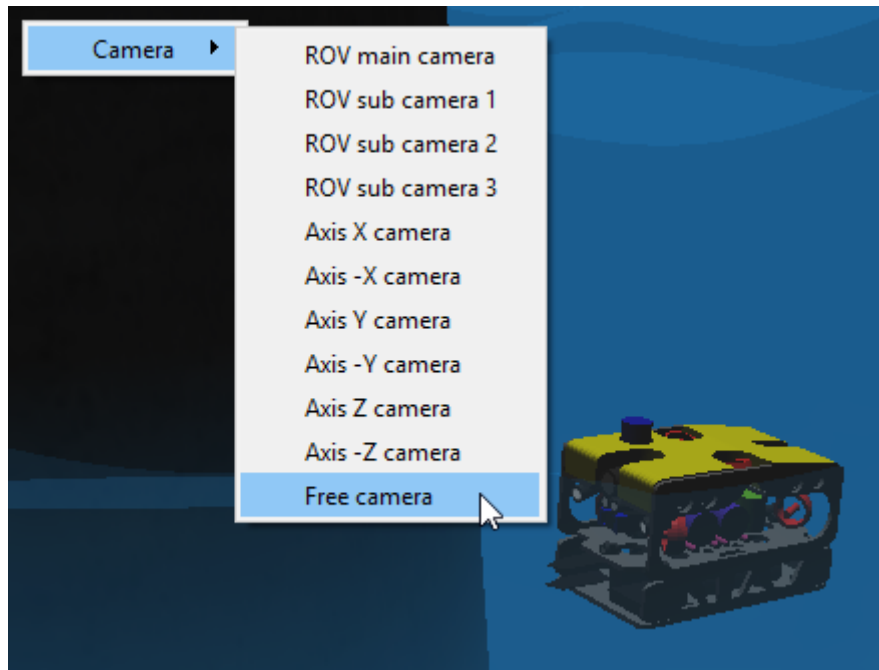 Camera
ROV main camera
ROV sub camera 1
ROV sub camera 2
ROV sub camera 3
Axis X camera
Axis -X camera
Axis Y camera
Axis -Y camera
Axis Z camera
Axis -Z camera
Free camera